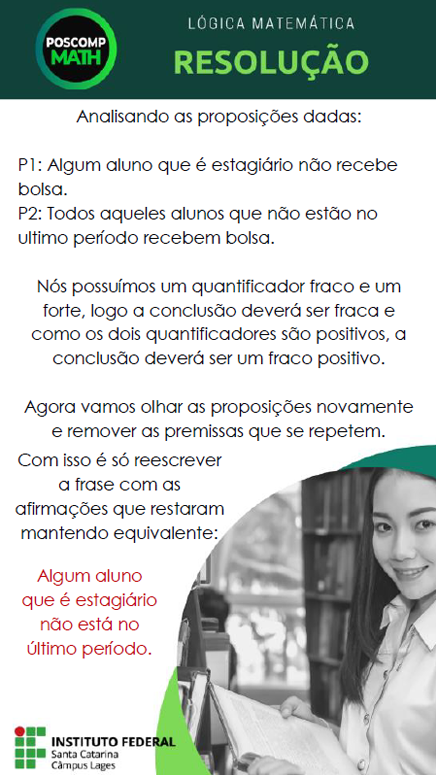 POSCOMP
MATH
LÓGICA MATEMÁTICA
RESOLUÇÃO
Analisando as proposições dadas:
P1: Algum aluno que é estagiário não recebe
bolsa.
P2: Todos aqueles alunos que não estão no
ultimo período recebem bolsa.
Nós possuímos um quantificador fraco e um
forte, logo a conclusão deverá ser fraca e
como os dois quantificadores são positivos, a
conclusão deverá ser um fraco positivo.
Agora vamos olhar as proposições novamente
e remover as premissas que se repetem.
Com isso é só reescrever
a frase com as
afirmações que restaram
mantendo equivalente:
Algum aluno
que é estagiário
não está no
último período.
INSTITUTO FEDERAL
Santa Catarina
Câmpus Lages